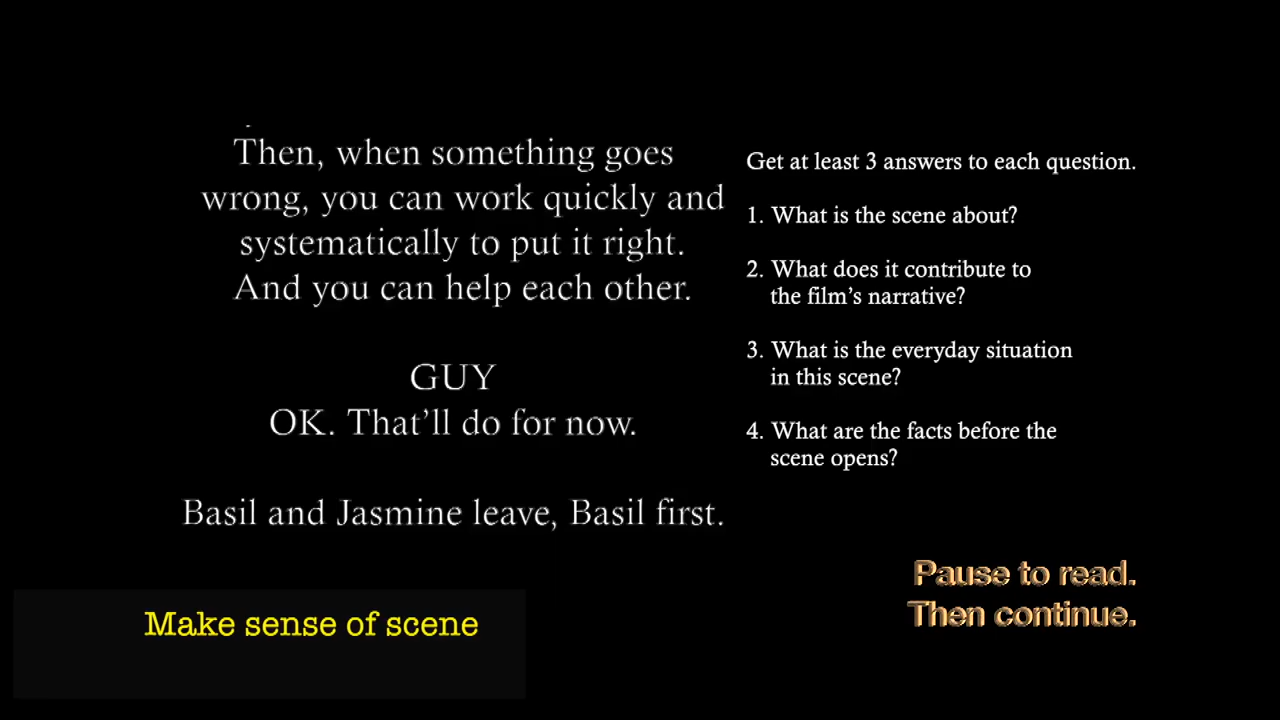 Then, when something goes
wrong, you can work quickly and
systematically to put it right.
And you can help each other.
GUY
OK. That’ll do for now.
Basil and Jasmine leave, Basil first.
Get at least 3 answers to each question.
1. What is the scene about?
2. What does it contribute to
the film’s narrative?
3. What is the everyday situation
in this scene?
4. What are the facts before the
scene opens?
Pause to read.
Then continue.
Make sense of scene